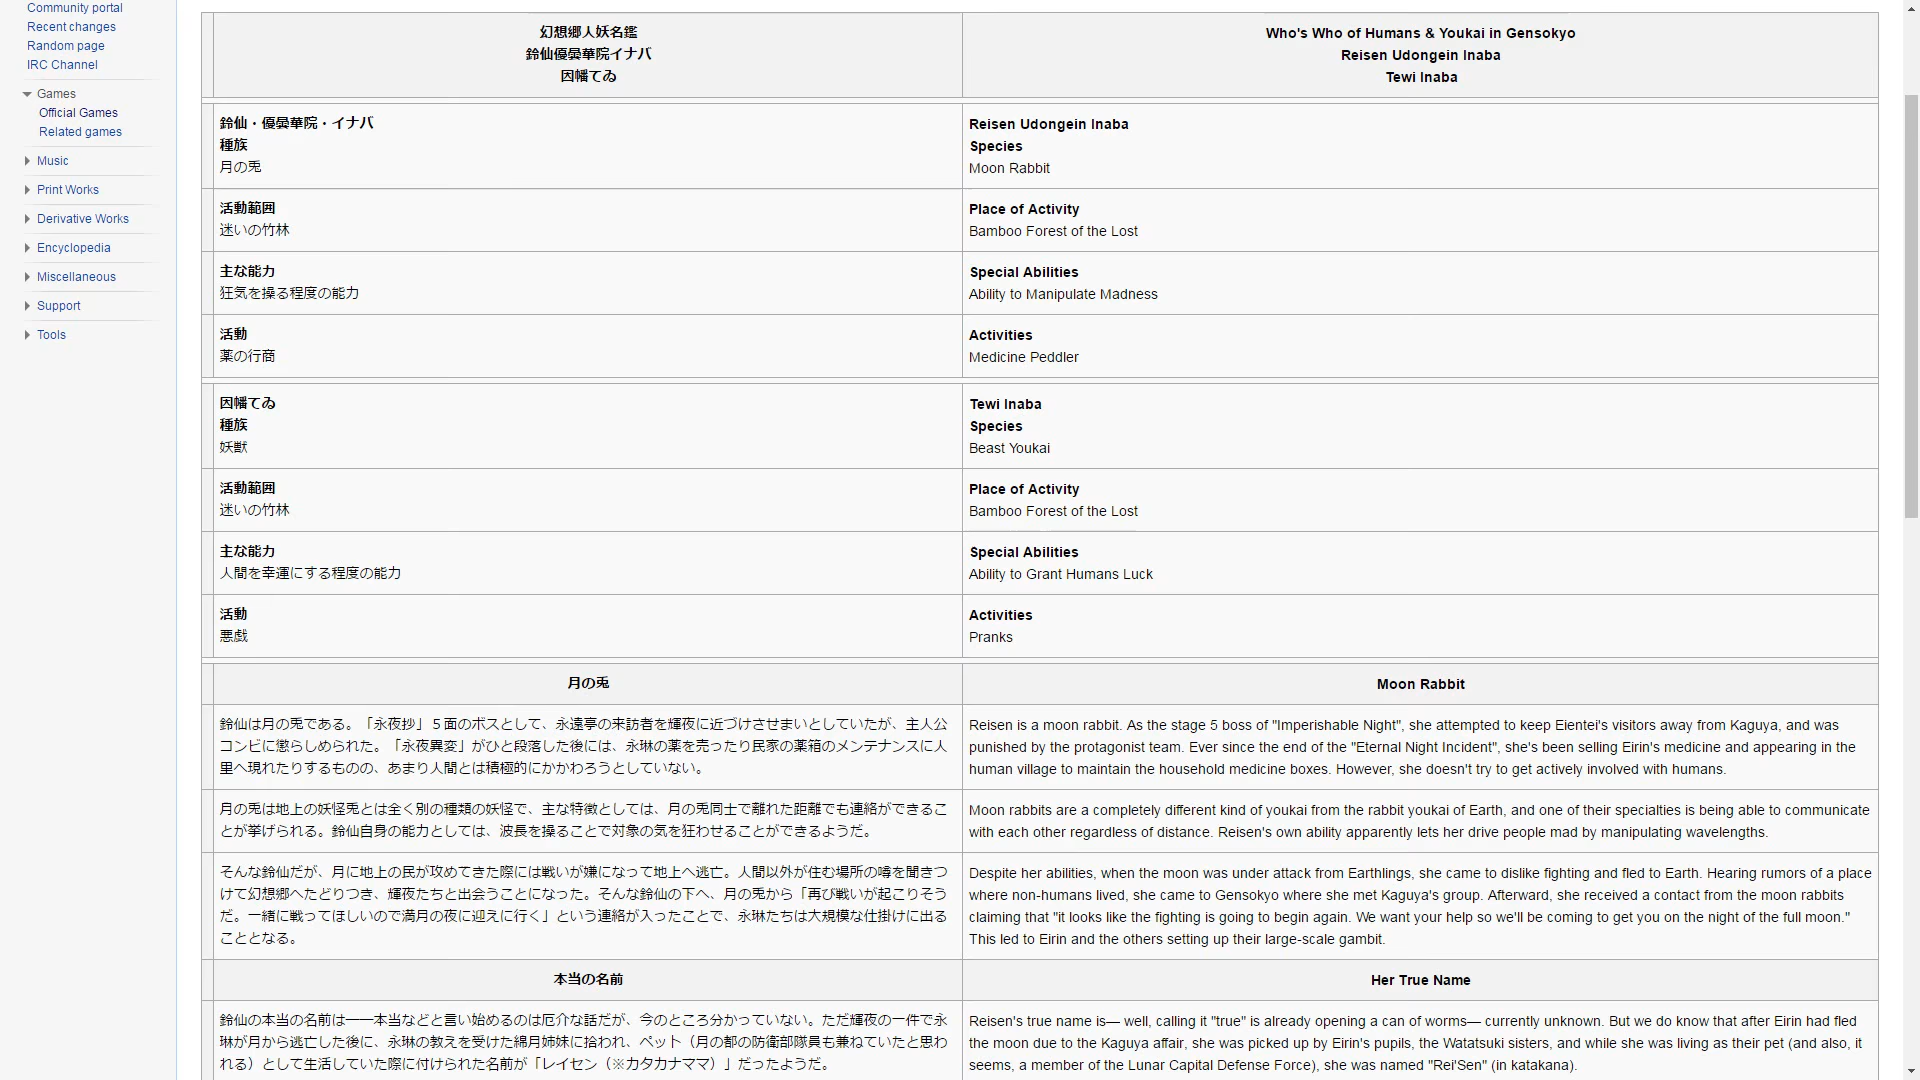 Community portal
Recent changes
Random page
IRC Channel
Games
Official Games
Related games
Music
Print Works
Derivative Works
Encyclopedia
Miscellaneous
Support
Tools
幻想郷人妖名鑑
鈴仙優曇華院イナバ
因幡てゐ
Who's Who of Humans & Youkai in Gensokyo
Reisen Udongein Inaba
Tewi Inaba
鈴仙・優曇華院・イナバ
種族
月の兎
Reisen Udongein Inaba
Species
Moon Rabbit
活動範囲
迷いの竹林
Place of Activity
Bamboo Forest of the Lost
主な能力
狂気を操る程度の能力
Special Abilities
Ability to Manipulate Madness
活動
薬の行商
Activities
Medicine Peddler
因幡てゐ
種族
妖獣
Tewi Inaba
Species
Beast Youkai
活動範囲
迷いの竹林
Place of Activity
Bamboo Forest of the Lost
主な能力
人間を幸運にする程度の能力
Special Abilities
Ability to Grant Humans Luck
活動
悪戯
Activities
Pranks
月の兎
Moon Rabbit
鈴仙は月の兎である。「永夜抄」５面のボスとして、永遠亭の来訪者を輝夜に近づけさせまいとしていたが、主人公
コンビに懲らしめられた。「永夜異変」がひと段落した後には、永琳の薬を売ったり民家の薬箱のメンテナンスに人
里へ現れたりするものの、あまり人間とは積極的にかかわろうとしていない。
Reisen is a moon rabbit. As the stage 5 boss of "Imperishable Night", she attempted to keep Eientei's visitors away from Kaguya, and was
punished by the protagonist team. Ever since the end of the "Eternal Night Incident", she's been selling Eirin's medicine and appearing in the
human village to maintain the household medicine boxes. However, she doesn't try to get actively involved with humans.
月の兎は地上の妖怪兎とは全く別の種類の妖怪で、主な特徴としては、月の兎同士で離れた距離でも連絡ができるこ
とが挙げられる。鈴仙自身の能力としては、波長を操ることで対象の気を狂わせることができるようだ。
Moon rabbits are a completely different kind of youkai from the rabbit youkai of Earth, and one of their specialties is being able to communicate
with each other regardless of distance. Reisen's own ability apparently lets her drive people mad by manipulating wavelengths.
そんな鈴仙だが、月に地上の民が攻めてきた際には戦いが嫌になって地上へ逃亡。人間以外が住む場所の噂を聞きつ
けて幻想郷へたどりつき、輝夜たちと出会うことになった。そんな鈴仙の下へ、月の兎から「再び戦いが起こりそう
だ。一緒に戦ってほしいので満月の夜に迎えに行く」という連絡が入ったことで、永琳たちは大規模な仕掛けに出る
こととなる。
Despite her abilities, when the moon was under attack from Earthlings, she came to dislike fighting and fled to Earth. Hearing rumors of a place
where non-humans lived, she came to Gensokyo where she met Kaguya's group. Afterward, she received a contact from the moon rabbits
claiming that "it looks like the fighting is going to begin again. We want your help so we'll be coming to get you on the night of the full moon."
This led to Eirin and the others setting up their large-scale gambit.
本当の名前
Her True Name
鈴仙の本当の名前は――本当などと言い始めるのは厄介な話だが、今のところ分かっていない。ただ輝夜の一件で永
琳が月から逃亡した後に、永琳の教えを受けた綿月姉妹に拾われ、ペット（月の都の防衛部隊員も兼ねていたと思わ
れる）として生活していた際に付けられた名前が「レイセン（※カタカナママ）」だったようだ。
Reisen's true name is— well, calling it "true" is already opening a can of worms— currently unknown. But we do know that after Eirin had fled
the moon due to the Kaguya affair, she was picked up by Eirin's pupils, the Watatsuki sisters, and while she was living as their pet (and also, it
seems, a member of the Lunar Capital Defense Force), she was named "Rei'Sen" (in katakana).